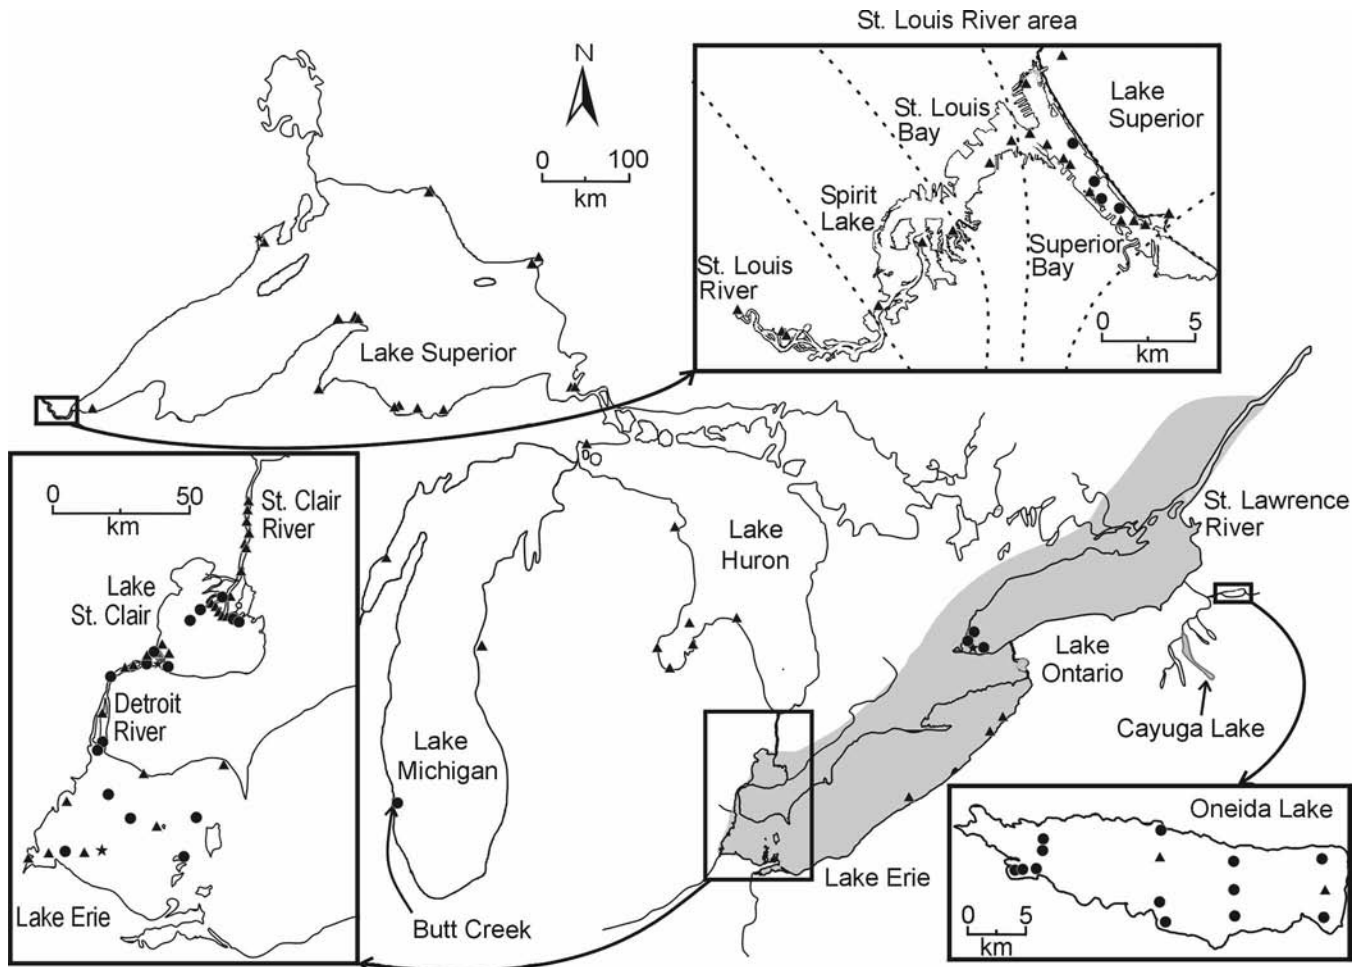 St. Louis River area
N
0 100
km
St. Louis
Bay
Lake
Superior
Spirit
Lake
Superior
Bay
St. Louis
River
0 5
km
Lake Superior
0 50
km
St. Clair
River
Lake
St. Clair
Detroit
River
Lake Erie
Lake
Huron
St. Lawrence
River
Lake
Ontario
Cayuga Lake
Lake
Michigan
Butt Creek
Lake Erie
Oneida Lake
0 5
km